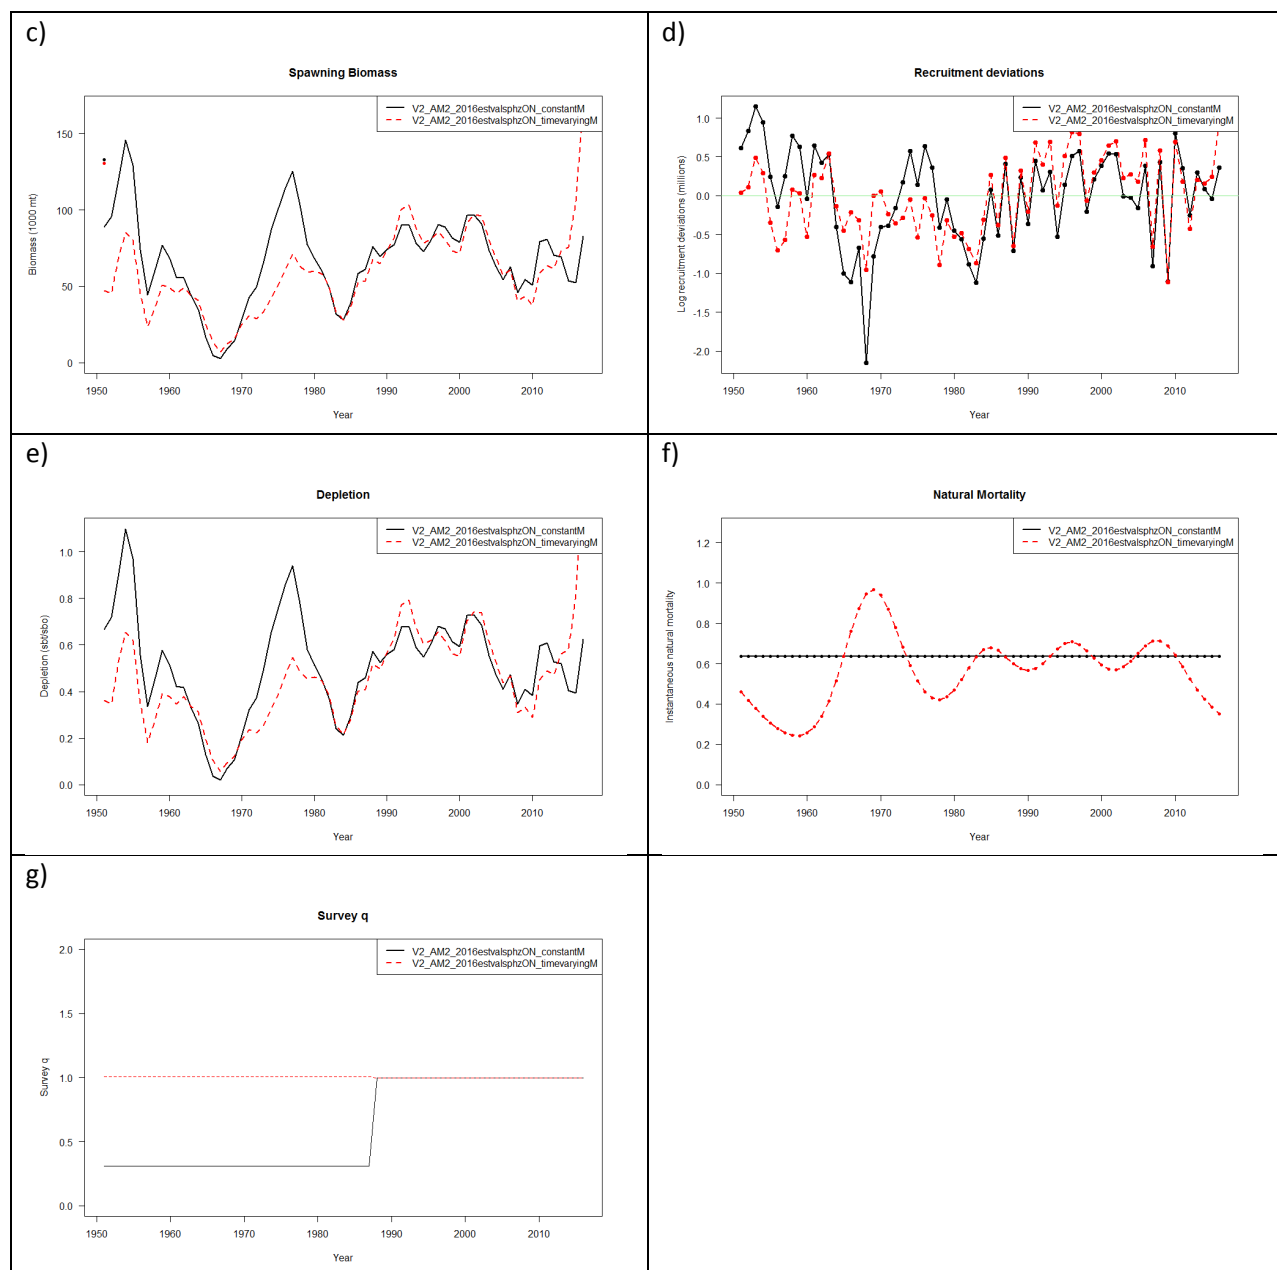 c)
Spawning Biomass
V2_AM2_2016estvalsphzON_constantM
V2_AM2_2016estvalsphzON_timevaryingM
Biomass (1000 mt)
150
100
50
0
1950 1960 1970 1980 1990 2000 2010
Year
d)
Recruitment deviations
V2_AM2_2016estvalsphzON_constantM
V2_AM2_2016estvalsphzON_timevaryingM
Log recruitment deviations (millions)
1.0
0.5
0.0
-0.5
-1.0
-1.5
-2.0
1950 1960 1970 1980 1990 2000 2010
Year
e)
Depletion
V2_AM2_2016estvalsphzON_constantM
V2_AM2_2016estvalsphzON_timevaryingM
Depletion (sbt/sbo)
1.0
0.8
0.6
0.4
0.2
0.0
1950 1960 1970 1980 1990 2000 2010
Year
f)
Natural Mortality
V2_AM2_2016estvalsphzON_constantM
V2_AM2_2016estvalsphzON_timevaryingM
Instantaneous natural mortality
1.2
1.0
0.8
0.6
0.4
0.2
0.0
1950 1960 1970 1980 1990 2000 2010
Year
g)
Survey q
V2_AM2_2016estvalsphzON_constantM
V2_AM2_2016estvalsphzON_timevaryingM
Survey q
2.0
1.5
1.0
0.5
0.0
1950 1960 1970 1980 1990 2000 2010
Year